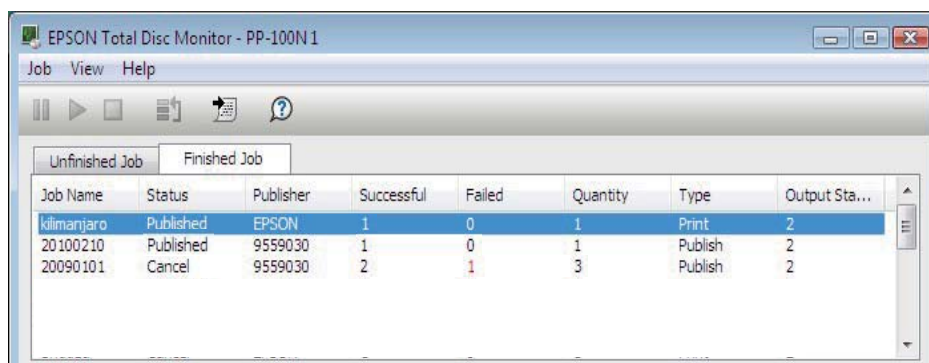 EPSON Total Disc Monitor - PP-100N 1
Job View Help
Unfinished Job Finished Job
Job Name Status Publisher Successful Failed Quantity Type Output Sta...
kilimanjaro Published EPSON 1 0 1 Print 2
20100210 Published 9559030 1 0 1 Publish 2
20090101 Cancel 9559030 2 1 3 Publish 2